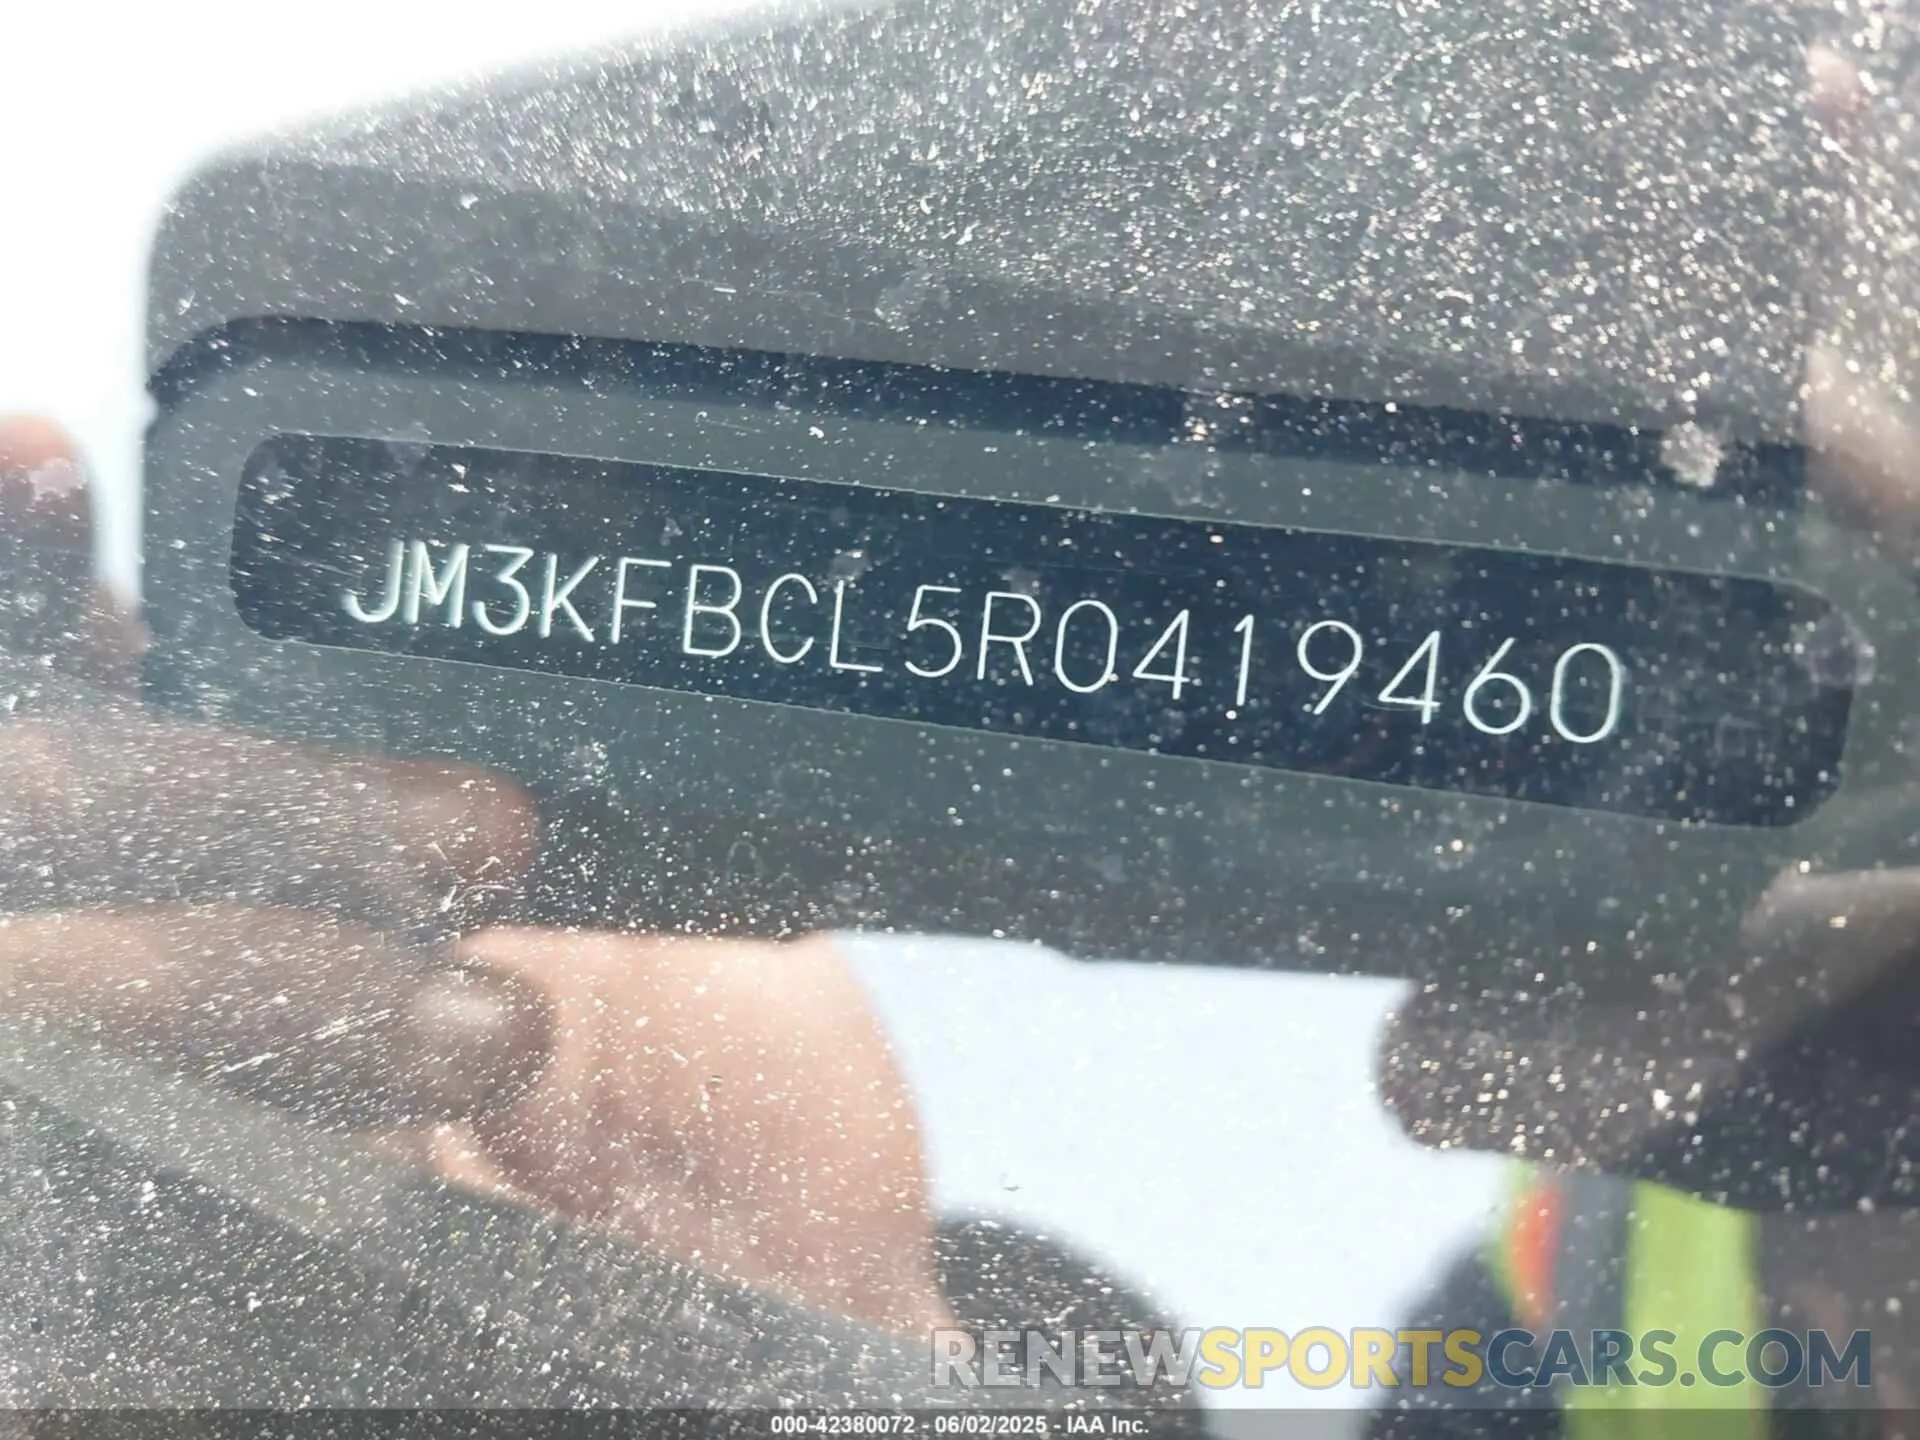 JM3KFBCL5R0419460
RENEWSPORTSCARS.COM
000-42380072 - 06/02/2025 - IAA Inc.